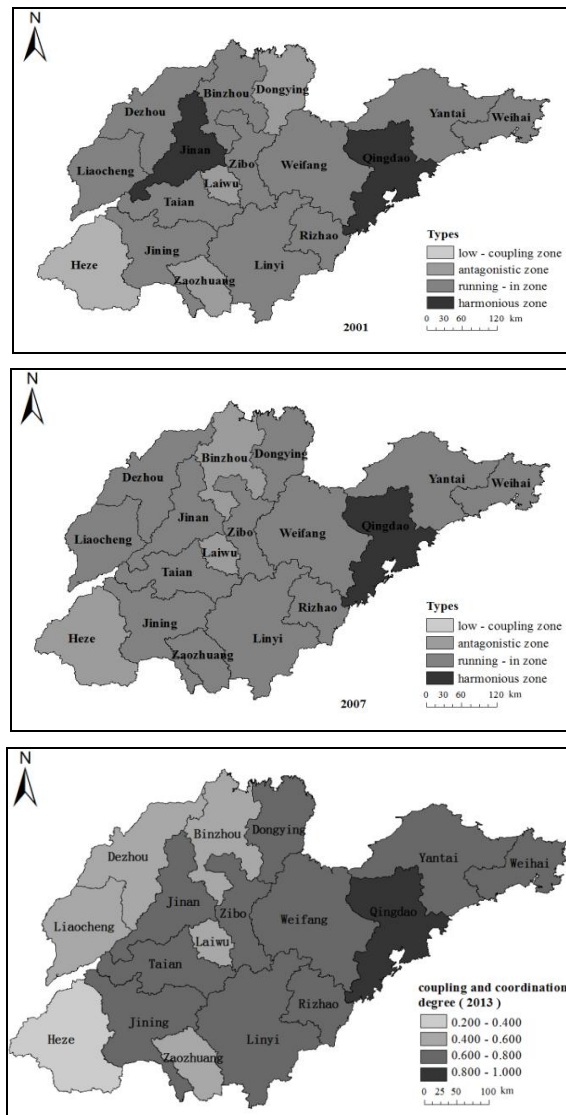 N
Binzhou
Dongying
Dezhou
Yantai
Weihai
Jinan
Qingdao
Zibo
Weifang
Liaocheng
Laiwu
Taian
Rizhao
Jining
Linyi
Heze
Zaozhuang
Types
low - coupling zone
antagonistic zone
running - in zone
harmonious zone
0 30 60 120 km
2001
N
Binzhou
Dongying
Dezhou
Yantai
Weihai
Jinan
Qingdao
Zibo
Weifang
Liaocheng
Laiwu
Taian
Rizhao
Heze
Jining
Linyi
Zaozhuang
Types
low - coupling zone
antagonistic zone
running - in zone
harmonious zone
0 30 60 120 km
2007
N
Binzhou
Dongying
Dezhou
Yantai
Weihai
Jinan
Qingdao
Liaocheng
Zibo
Weifang
Laiwu
Taian
Rizhao
Jining
Heze
Linyi
Zaozhuang
coupling and coordination
degree ( 2013 )
0.200 - 0.400
0.400 - 0.600
0.600 - 0.800
0.800 - 1.000
0 25 50 100 km